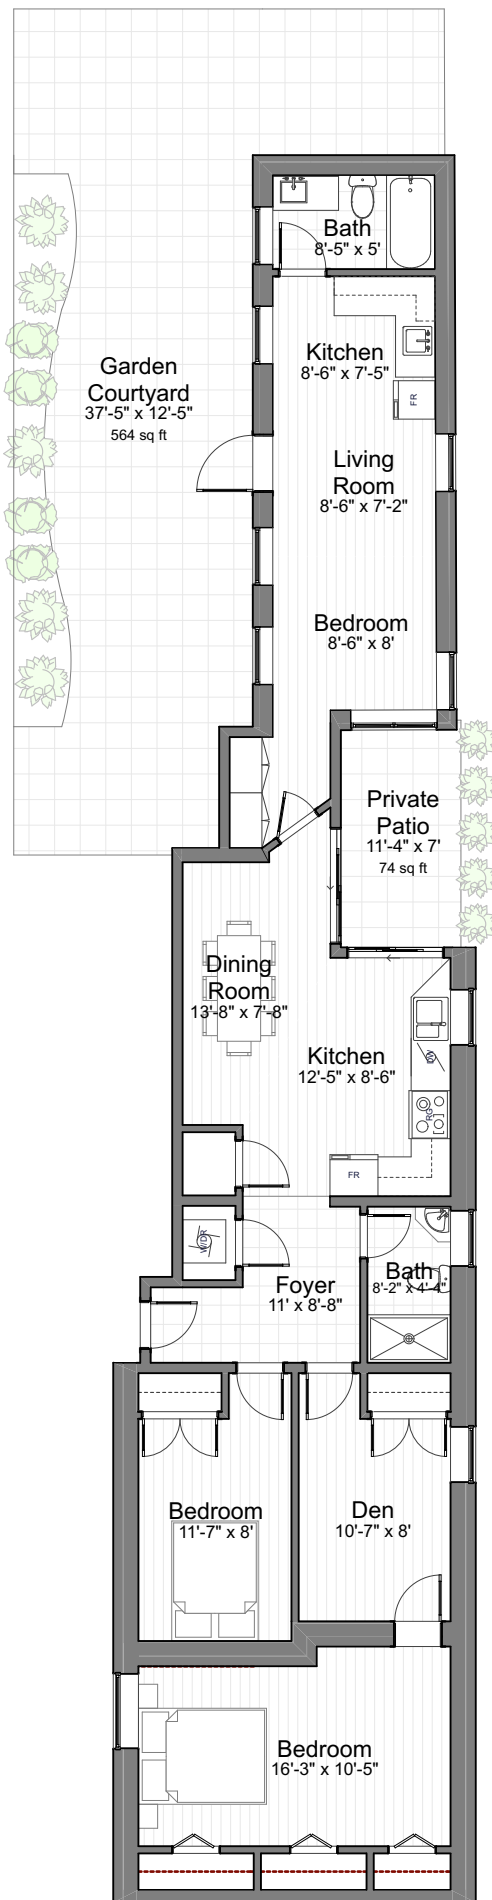 Bath
8'-5" x 5'
Kitchen
8'-6" x 7'-5"
FR
Garden
Courtyard
37'-5" x 12'-5"
564 sq ft
Living
Room
8'-6" x 7'-2"
Bedroom
8'-6" x 8'
Private
Patio
11'-4" x 7'
74 sq ft
Dining
Room
13'-8" x 7'-8"
Kitchen
12'-5" x 8'-6"
DW
RG
FR
W/DR
Foyer
11' x 8'-8"
Bath
8'-2" x 4'-4"
Bedroom
11'-7" x 8'
Den
10'-7" x 8'
Bedroom
16'-3" x 10'-5"